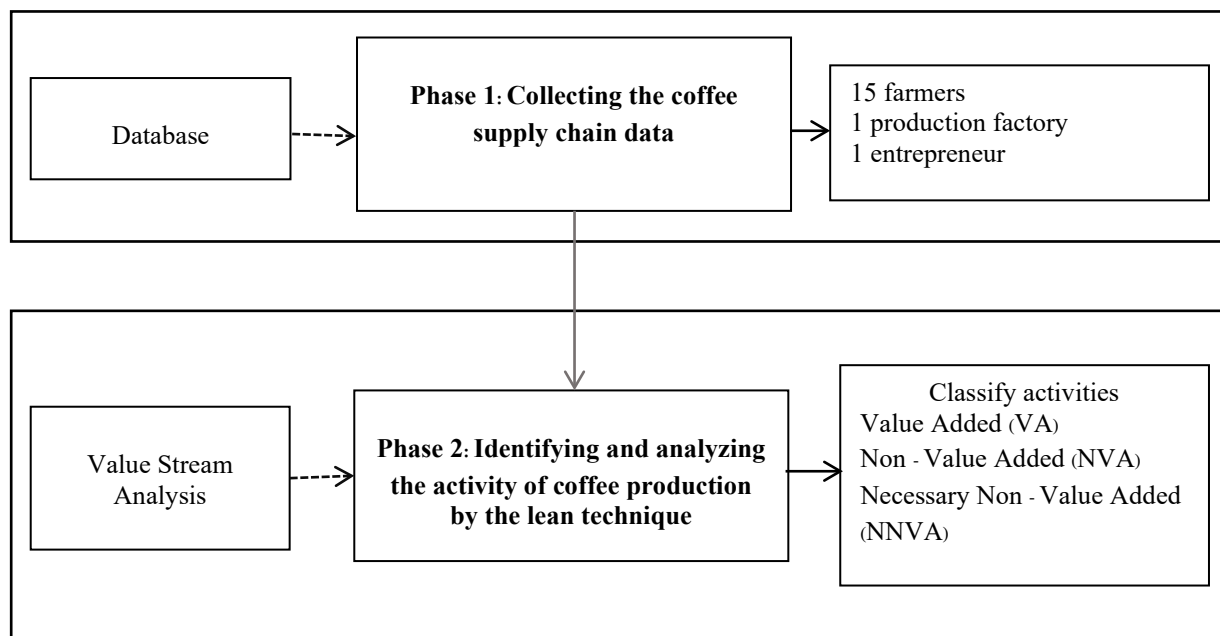 Database
Phase 1: Collecting the coffee
supply chain data
15 farmers
1 production factory
1 entrepreneur
Value Stream
Analysis
Phase 2: Identifying and analyzing
the activity of coffee production
by the lean technique
Classify activities
Value Added (VA)
Non - Value Added (NVA)
Necessary Non - Value Added
(NNVA)